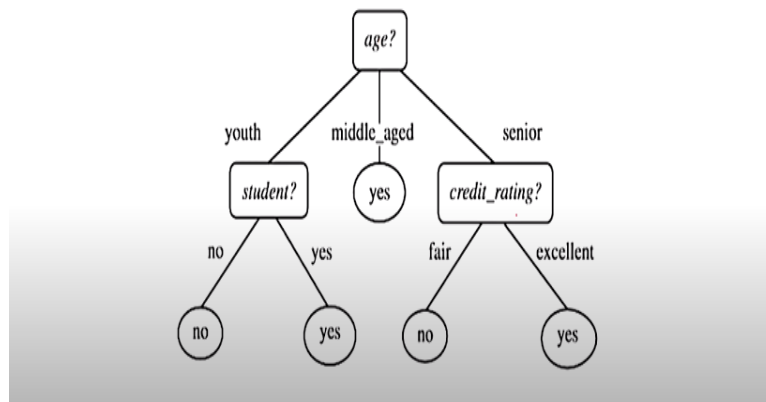 age?
youth
middle_aged
senior
student?
yes
credit_rating?
no
yes
fair
excellent
no
yes
no
yes